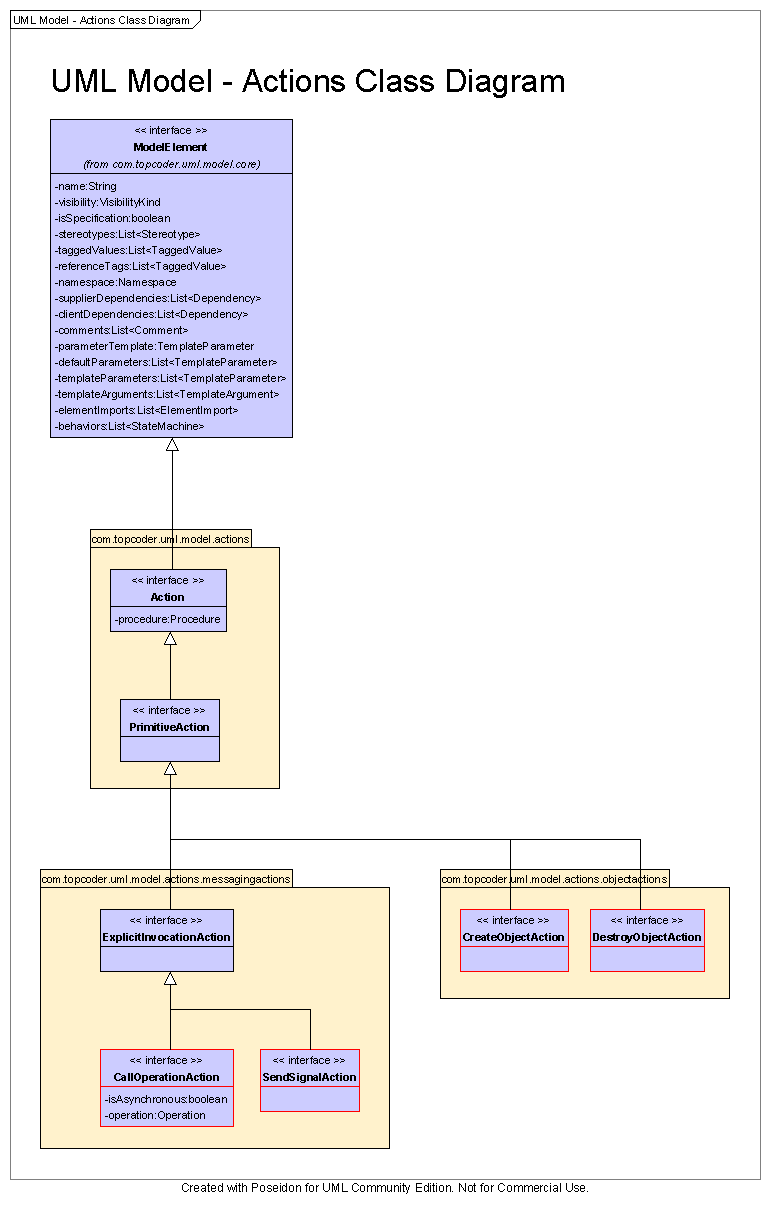 UML Model - Actions Class Diagram
UML Model - Actions Class Diagram
<< interface >>
ModelElement
(from com.topcoder.uml.model.core)
-name:String
-visibility:VisibilityKind
-isSpecification:boolean
-stereotypes:List<Stereotype>
-taggedValues:List<TaggedValue>
-referenceTags:List<TaggedValue>
-namespace:Namespace
-supplierDependencies:List<Dependency>
-clientDependencies:List<Dependency>
-comments:List<Comment>
-parameterTemplate:TemplateParameter
-defaultParameters:List<TemplateParameter>
-templateParameters:List<TemplateParameter>
-templateArguments:List<TemplateArgument>
-elementImports:List<ElementImport>
-behaviors:List<StateMachine>
com.topcoder.uml.model.actions
<< interface >>
Action
-procedure:Procedure
<< interface >>
PrimitiveAction
com.topcoder.uml.model.actions.messagingactions
<< interface >>
ExplicitInvocationAction
<< interface >>
CallOperationAction
-isAsynchronous:boolean
-operation:Operation
<< interface >>
SendSignalAction
com.topcoder.uml.model.actions.objectactions
<< interface >>
CreateObjectAction
<< interface >>
DestroyObjectAction
Created with Poseidon for UML Community Edition. Not for Commercial Use.